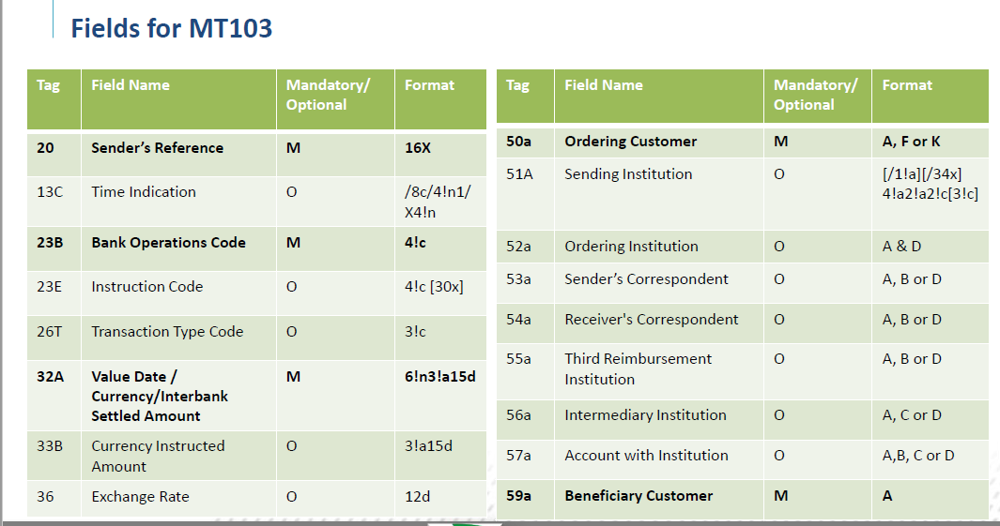 Fields for MT103
Tag Field Name Mandatory/ Format
Optional
20 Sender’s Reference M 16X
13C Time Indication O /8c/4!n1/
X4!n
23B Bank Operations Code M 4!c
23E Instruction Code O 4!c [30x]
26T Transaction Type Code O 3!c
32A Value Date / M 6!n3!a15d
Currency/Interbank
Settled Amount
33B Currency Instructed O 3!a15d
Amount
36 Exchange Rate O 12d
Tag Field Name Mandatory/ Format
Optional
50a Ordering Customer M A, F or K
51A Sending Institution O [/1!a][/34x]
4!a2!a2!c[3!c]
52a Ordering Institution O A & D
53a Sender’s Correspondent O A, B or D
54a Receiver's Correspondent O A, B or D
55a Third Reimbursement O A, B or D
Institution
56a Intermediary Institution O A, C or D
57a Account with Institution O A,B, C or D
59a Beneficiary Customer M A